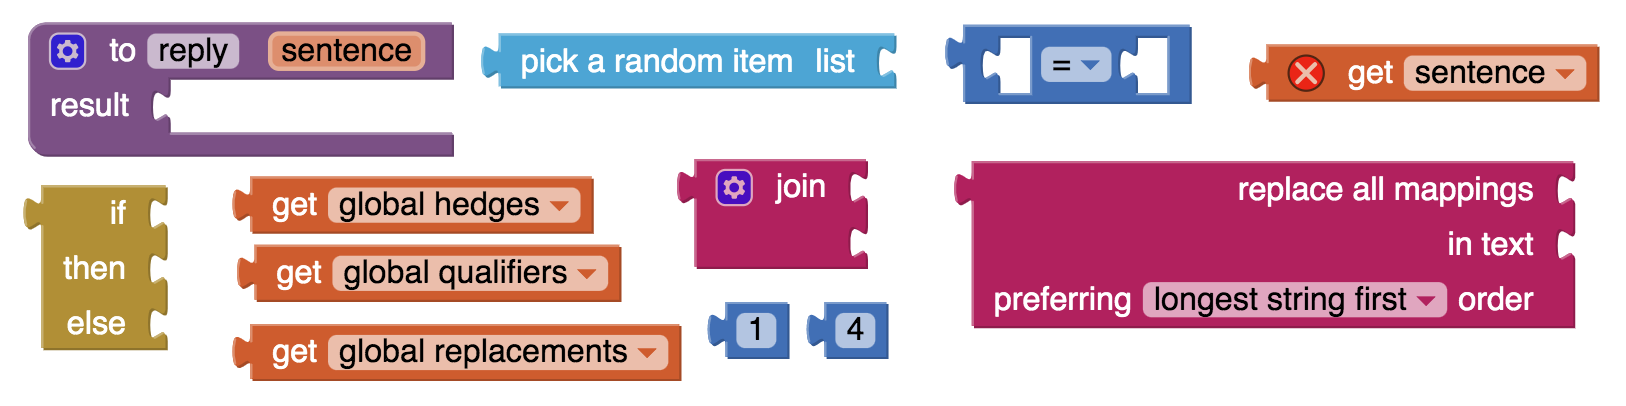 to reply sentence
result
pick a random item list
=
get sentence
if
then
else
get global hedges
get global qualifiers
get global replacements
join
1
4
replace all mappings
in text
preferring longest string first order